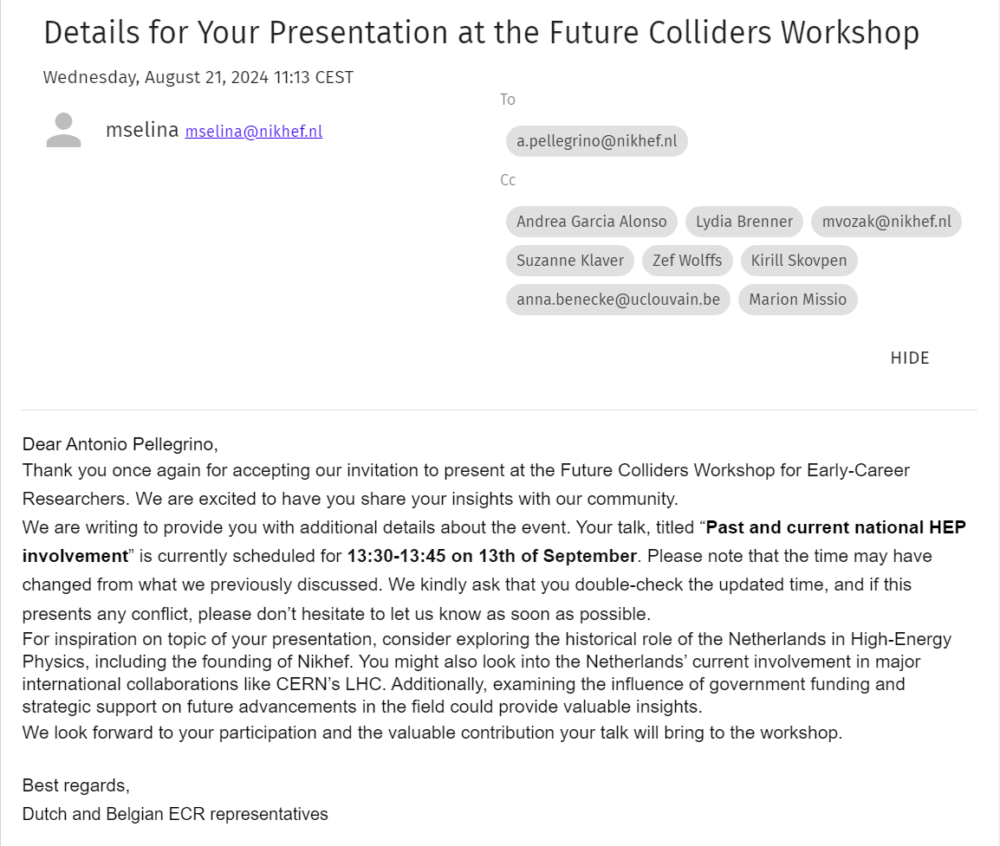 Details for Your Presentation at the Future Colliders Workshop
Wednesday, August 21, 2024 11:13 CEST
mselina mselina@nikhef.nl
To
a.pellegrino@nikhef.nl
Cc
Andrea Garcia Alonso Lydia Brenner mvozak@nikhef.nl
Suzanne Klaver Zef Wolffs Kirill Skovpen
anna.benecke@uclouvain.be Marion Missio
HIDE
Dear Antonio Pellegrino,
Thank you once again for accepting our invitation to present at the Future Colliders Workshop for Early-Career
Researchers. We are excited to have you share your insights with our community.
We are writing to provide you with additional details about the event. Your talk, titled “Past and current national HEP
involvement” is currently scheduled for 13:30-13:45 on 13th of September. Please note that the time may have
changed from what we previously discussed. We kindly ask that you double-check the updated time, and if this
presents any conflict, please don’t hesitate to let us know as soon as possible.
For inspiration on topic of your presentation, consider exploring the historical role of the Netherlands in High-Energy
Physics, including the founding of Nikhef. You might also look into the Netherlands’ current involvement in major
international collaborations like CERN’s LHC. Additionally, examining the influence of government funding and
strategic support on future advancements in the field could provide valuable insights.
We look forward to your participation and the valuable contribution your talk will bring to the workshop.
Best regards,
Dutch and Belgian ECR representatives